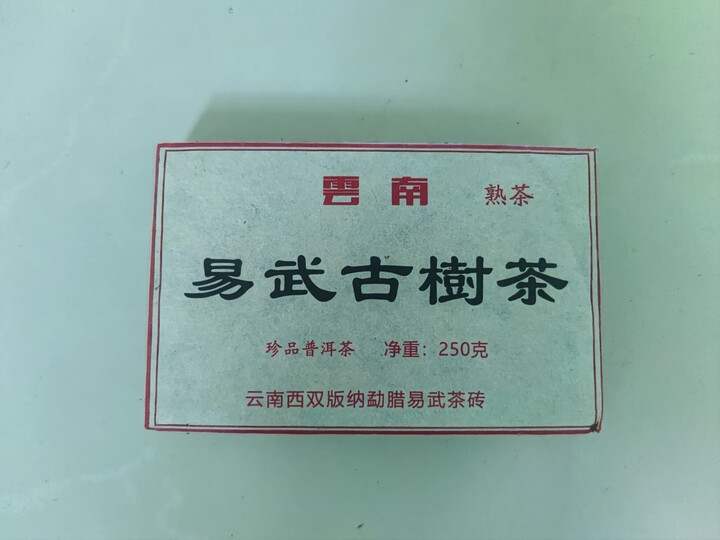 雲南 熟茶
易武古樹茶
珍品普洱茶 净重：250克
云南西双版纳勐腊易武茶砖